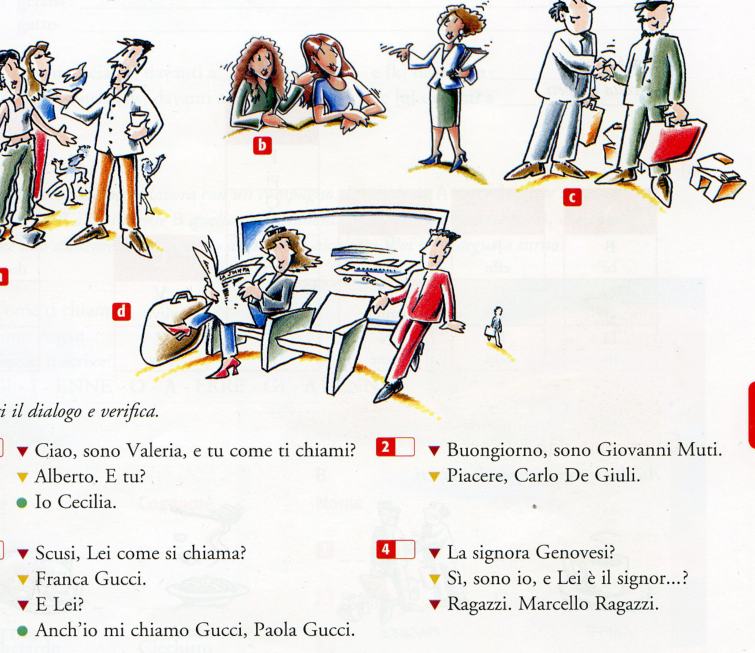 b
c
a
d
il dialogo e verifica.
Ciao, sono Valeria, e tu come ti chiami?
Alberto. E tu?
Io Cecilia.
2
Buongiorno, sono Giovanni Muti.
Piacere, Carlo De Giuli.
Scusi, Lei come si chiama?
Franca Gucci.
E Lei?
Anch'io mi chiamo Gucci, Paola Gucci.
4
La signora Genovesi?
Sì, sono io, e Lei è il signor...?
Ragazzi. Marcello Ragazzi.